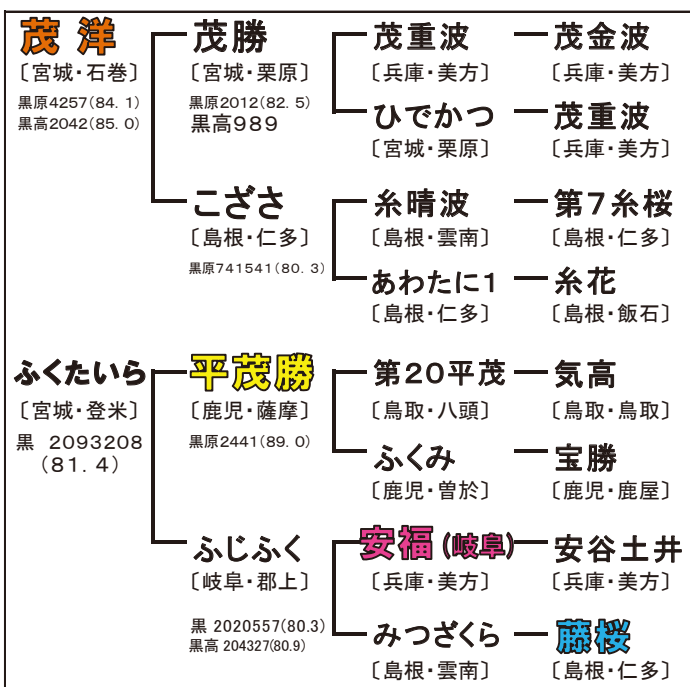 茂洋
〔宮城・石巻〕
黒原4257(84. 1)
黒高2042(85. 0)
茂勝
〔宮城・栗原〕
黒原2012(82. 5)
黒高989
茂重波
〔兵庫・美方〕
茂金波
〔兵庫・美方〕
ひでかつ
〔宮城・栗原〕
茂重波
〔兵庫・美方〕
こざさ
〔島根・仁多〕
黒原741541(80. 3)
糸晴波
〔島根・雲南〕
第7糸桜
〔島根・仁多〕
あわたに1
〔島根・仁多〕
糸花
〔島根・飯石〕
ふくたいら
〔宮城・登米〕
黒 2093208
(81. 4)
平茂勝
〔鹿児・薩摩〕
黒原2441(89. 0)
第20平茂
〔鳥取・八頭〕
気高
〔鳥取・鳥取〕
ふくみ
〔鹿児・曽於〕
宝勝
〔鹿児・鹿屋〕
ふじふく
〔岐阜・郡上〕
黒 2020557(80.3)
黒高 204327(80.9)
安福(岐阜)
〔兵庫・美方〕
安谷土井
〔兵庫・美方〕
みつざくら
〔島根・雲南〕
藤桜
〔島根・仁多〕